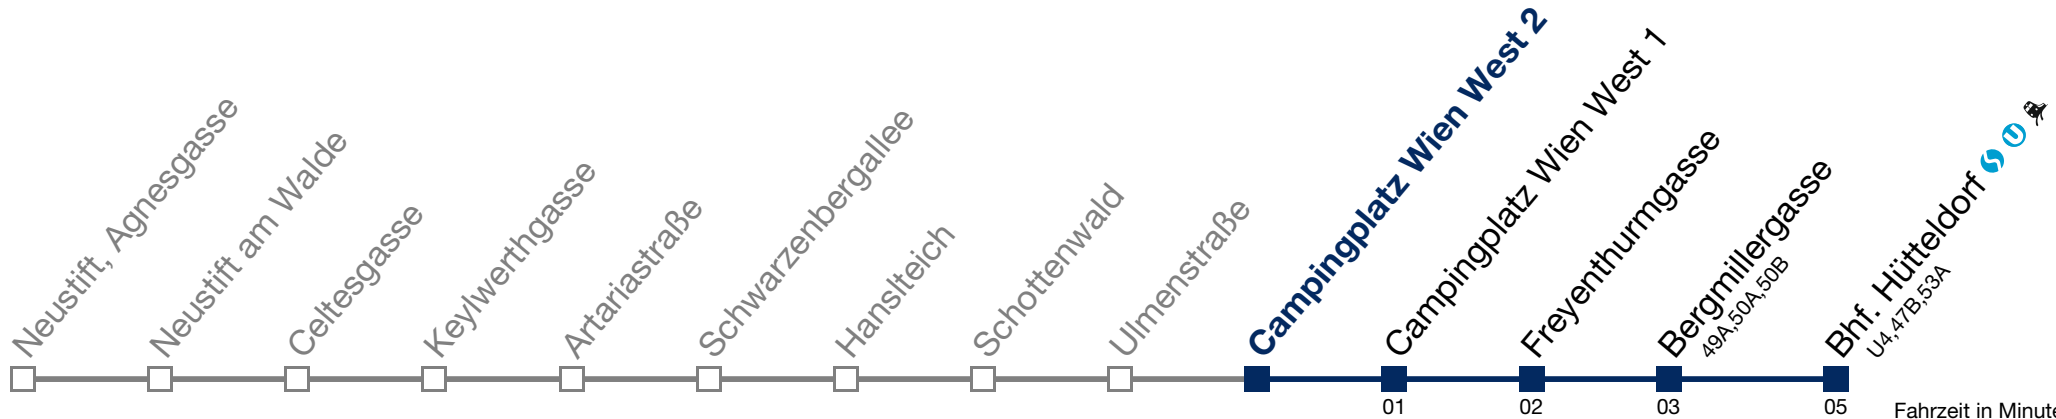 Neustift, Agnesgasse
Neustift am Walde
Celtesgasse
Keylwerthgasse
Artariastraße
Schwarzenbergallee
Hanslteich
Schottenwald
Ulmenstraße
Campingplatz Wien West 2
Campingplatz Wien West 1
Freyenthurmgasse
Bergmillergasse
49A,50A,50B
Bhf. Hütteldorf S U
U4,47B,53A
01 02 03 05
Fahrzeit in Minute